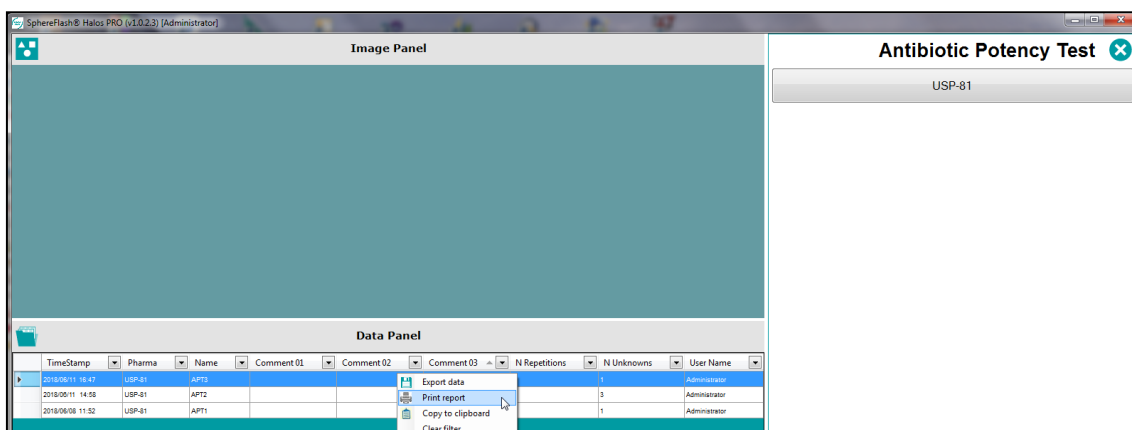 SphereFlash® Halos PRO (v1.0.2.3) [Administrator]
Image Panel
Antibiotic Potency Test
USP-81
Data Panel
TimeStamp Pharma Name Comment 01 Comment 02 Comment 03 N Repetitions N Unknowns User Name
2018/06/11 16:47 USP-81 APT3 1 Administrator
2018/06/11 14:58 USP-81 APT2 3 Administrator
2018/06/08 11:52 USP-81 APT1 1 Administrator
Export data
Print report
Copy to clipboard
Clear filter